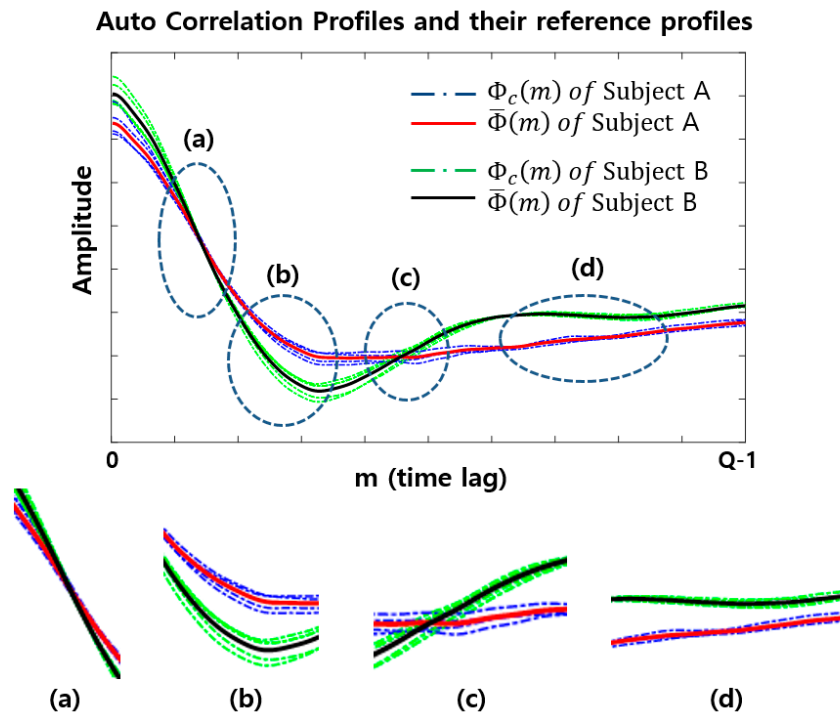 Auto Correlation Profiles and their reference profiles
Φc(m) of Subject A
Φ̅(m) of Subject A
Φc(m) of Subject B
Φ̅(m) of Subject B
(a)
(b)
(c)
(d)
Amplitude
0
Q-1
m (time lag)
(a)
(b)
(c)
(d)